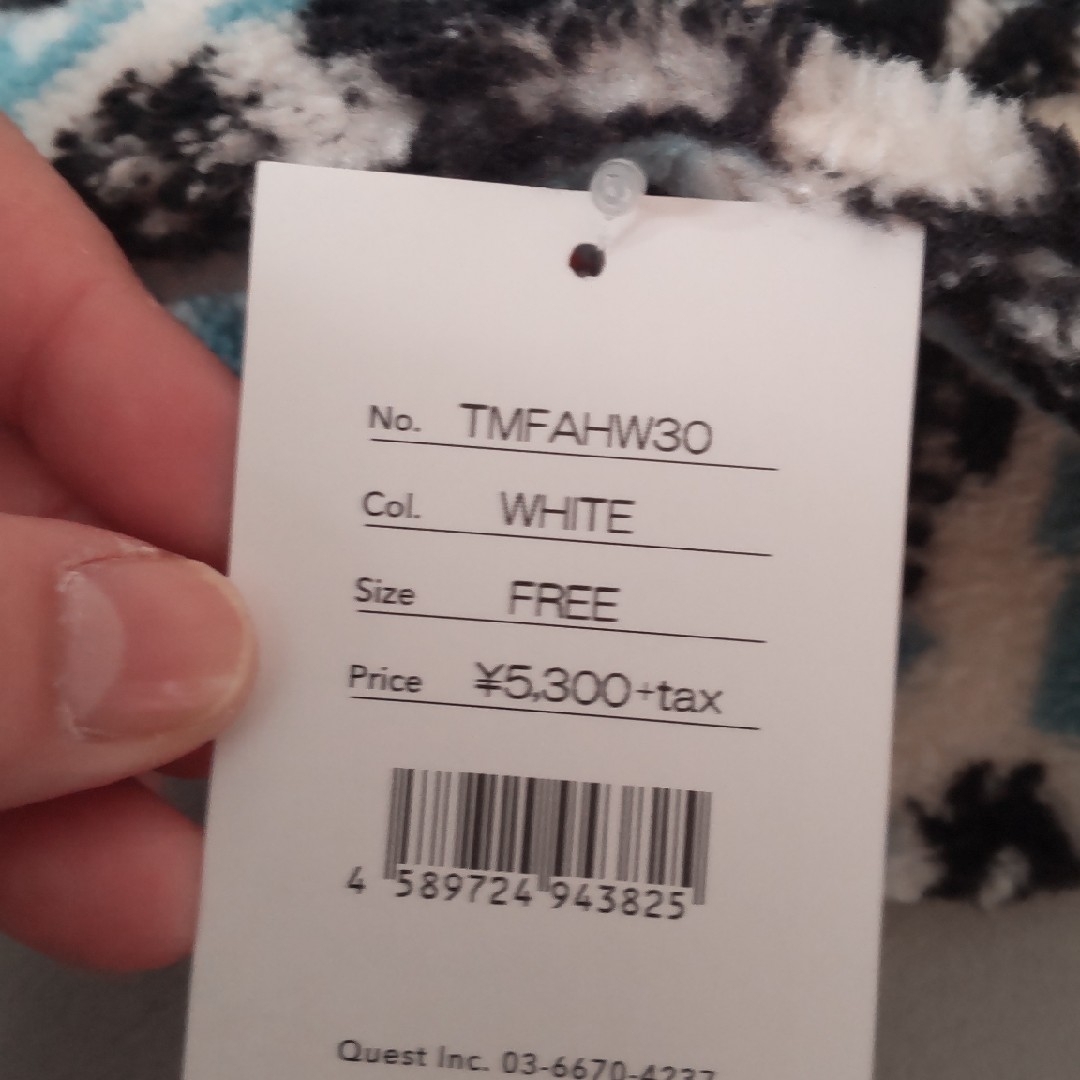 No. TMFAHW30
Col. WHITE
Size FREE
Price ¥5,300+tax
4 589724 943825
Quest Inc. 03-6670-4237